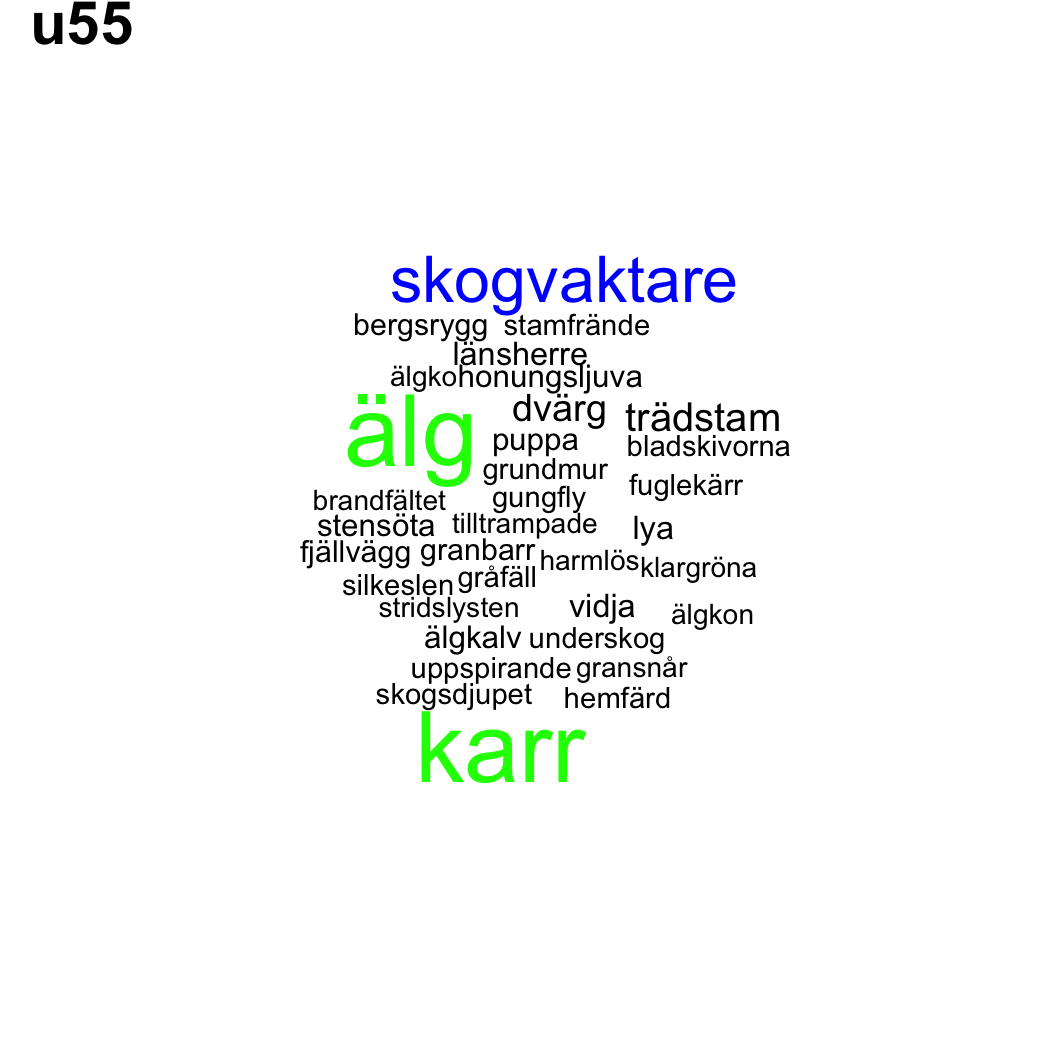 u55
skogvaktare
bergsrygg stamfrände
länsherre
älgko honungsljuva
älg dvärg trädstam
puppa bladskivorna
grundmur
fuglekärr
brandfältet gungfly
stensöta tilltrampade lya
fjällvägg granbarr harmlös klargröna
silkeslen gråfäll
stridslysten vidja älgkon
älgkalv underskog
uppspirande gransnår
skogsdjupet hemfärd
karr